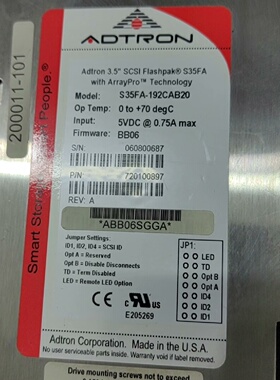 ADTRON
Adtron 3.5" SCSI Flashpak® S35FA
with ArrayPro™ Technology
Model: S35FA-192CAB20
Op Temp: 0 to +70 degC
Input: 5VDC @ 0.75A max
Firmware: BB06
S/N: 060800687
P/N: 720100897
REV: A
*ABB06SGGA*
Jumper Settings:
ID1, ID2, ID4 = SCSI ID
Opt A = Reserved
Opt B = Disable Disconnects
TD = Term Disabled
LED = Remote LED Option
JP1:
LED
TD
Opt B
Opt A
ID4
ID2
ID1
CE
c UL US
E205269
Adtron Corporation. Made in U.S.A.
No user serviceable parts inside. Warranty void if label removed.
Drive mounting screws not to exceed
200011-101
Smart Sto
People.®